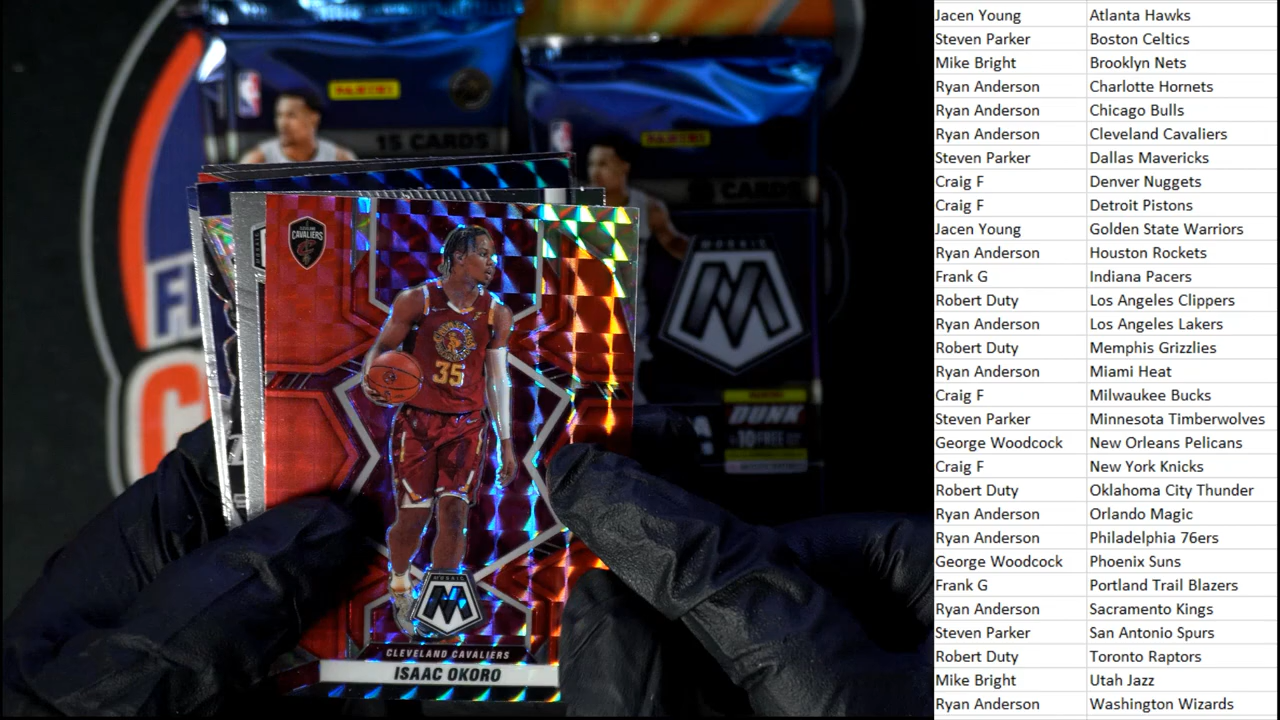 PANINI
15 CARDS
PANINI
CARDS
MOSAIC
CAVALIERS
35
PANINI
DUNK
MOSAIC
CLEVELAND CAVALIERS
ISAAC OKORO
Jacen Young Atlanta Hawks
Steven Parker Boston Celtics
Mike Bright Brooklyn Nets
Ryan Anderson Charlotte Hornets
Ryan Anderson Chicago Bulls
Ryan Anderson Cleveland Cavaliers
Steven Parker Dallas Mavericks
Craig F Denver Nuggets
Craig F Detroit Pistons
Jacen Young Golden State Warriors
Ryan Anderson Houston Rockets
Frank G Indiana Pacers
Robert Duty Los Angeles Clippers
Ryan Anderson Los Angeles Lakers
Robert Duty Memphis Grizzlies
Ryan Anderson Miami Heat
Craig F Milwaukee Bucks
Steven Parker Minnesota Timberwolves
George Woodcock New Orleans Pelicans
Craig F New York Knicks
Robert Duty Oklahoma City Thunder
Ryan Anderson Orlando Magic
Ryan Anderson Philadelphia 76ers
George Woodcock Phoenix Suns
Frank G Portland Trail Blazers
Ryan Anderson Sacramento Kings
Steven Parker San Antonio Spurs
Robert Duty Toronto Raptors
Mike Bright Utah Jazz
Ryan Anderson Washington Wizards